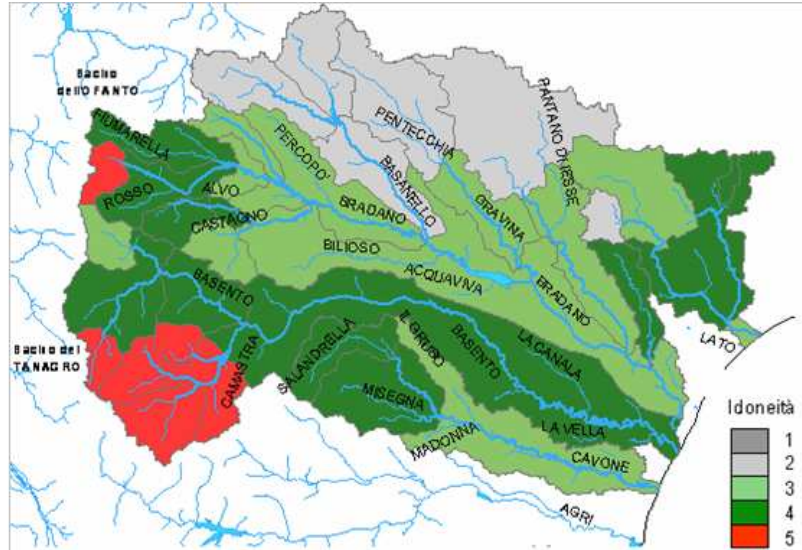 Bacino
dell'OFANTO
FIUMARELLA
PERCOPO'
PENTECCHIA
PANTANO DI IESSE
ROSSO
ALVO
CASTAGNO
BRADANO
BASANELLO
GRAVINA
BILIOSO
ACQUAVIVA
BRADANO
BASENTO
LATO
Bacino del
TANAGRO
CAMASTRA
SALANDRELLA
IL GRUSO
BASENTO
LA CANALA
MISEGNA
LA VELLA
MADONNA
CAVONE
AGRI
Idoneità
1
2
3
4
5